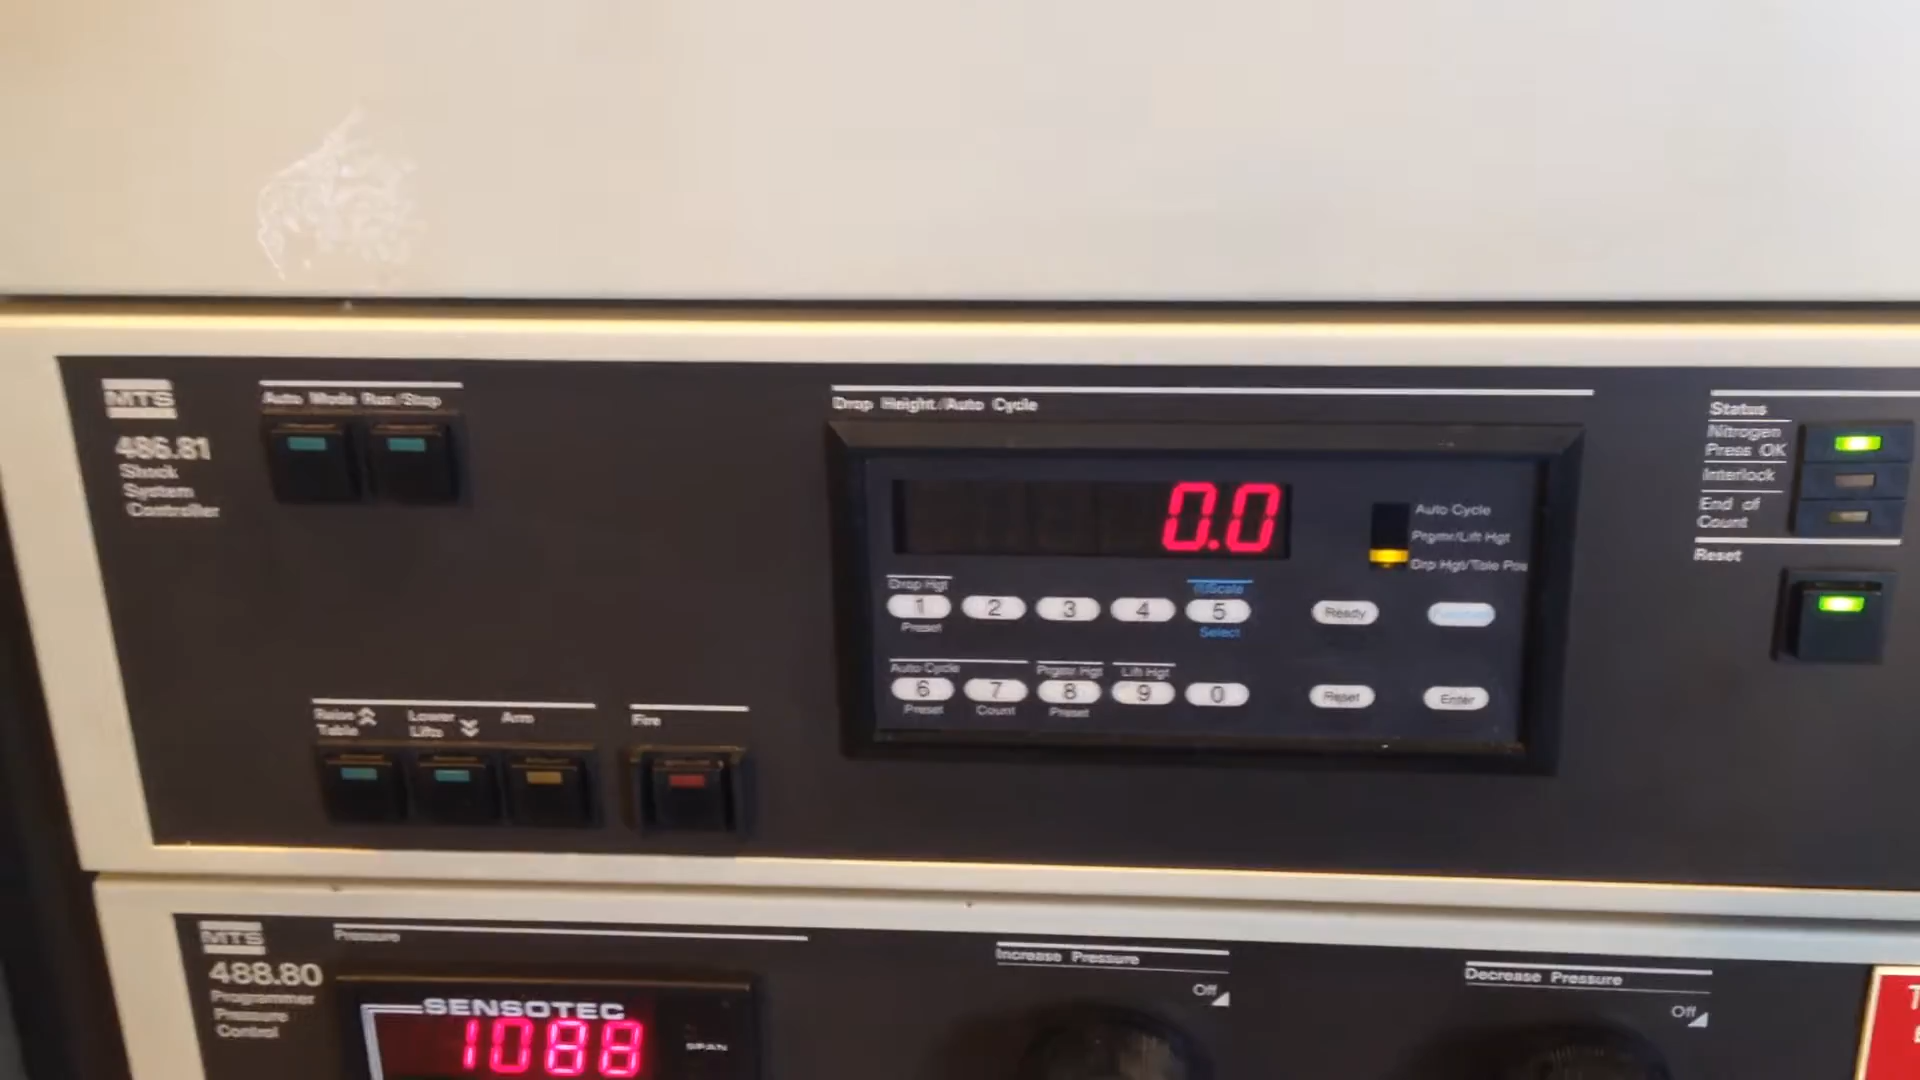 MTS
486.81
Shock
System
Controller
Auto Mode Run/Stop
Raise
Table
Lower
Lifts
Arm
Fire
Drop Height/Auto Cycle
0.0
Auto Cycle
Prgmr/Lift Hgt
Drp Hgt/Tble Pos
Drop Hgt
1 2 3 4 5
Preset
Select
Ready
Auto Cycle
Prgmr Hgt
Lift Hgt
6 7 8 9 0
Preset
Count
Preset
Reset
Enter
Status
Nitrogen
Press OK
Interlock
End of
Count
Reset
MTS
488.80
Programmer
Pressure
Control
Pressure
SENSOTEC
1088
SPAN
Increase Pressure
Off
Decrease Pressure
Off